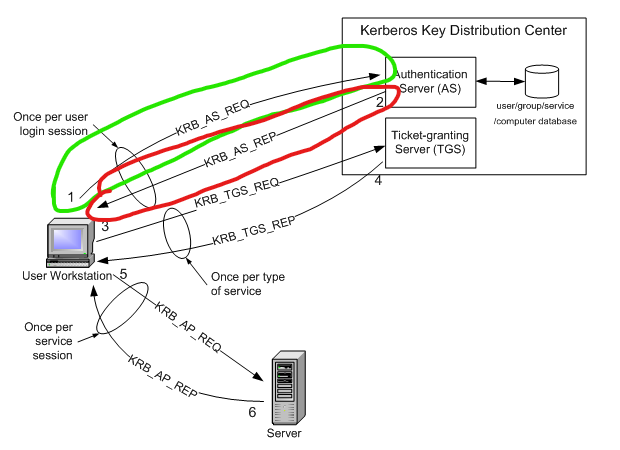 Kerberos Key Distribution Center
Authentication
Server (AS)
user/group/service
/computer database
Ticket-granting
Server (TGS)
Once per user
login session
KRB_AS_REQ
2
KRB_AS_REP
1
KRB_TGS_REQ
4
3
KRB_TGS_REP
User Workstation
5
Once per type
of service
Once per
service
session
KRB_AP_REQ
KRB_AP_REP
6
Server